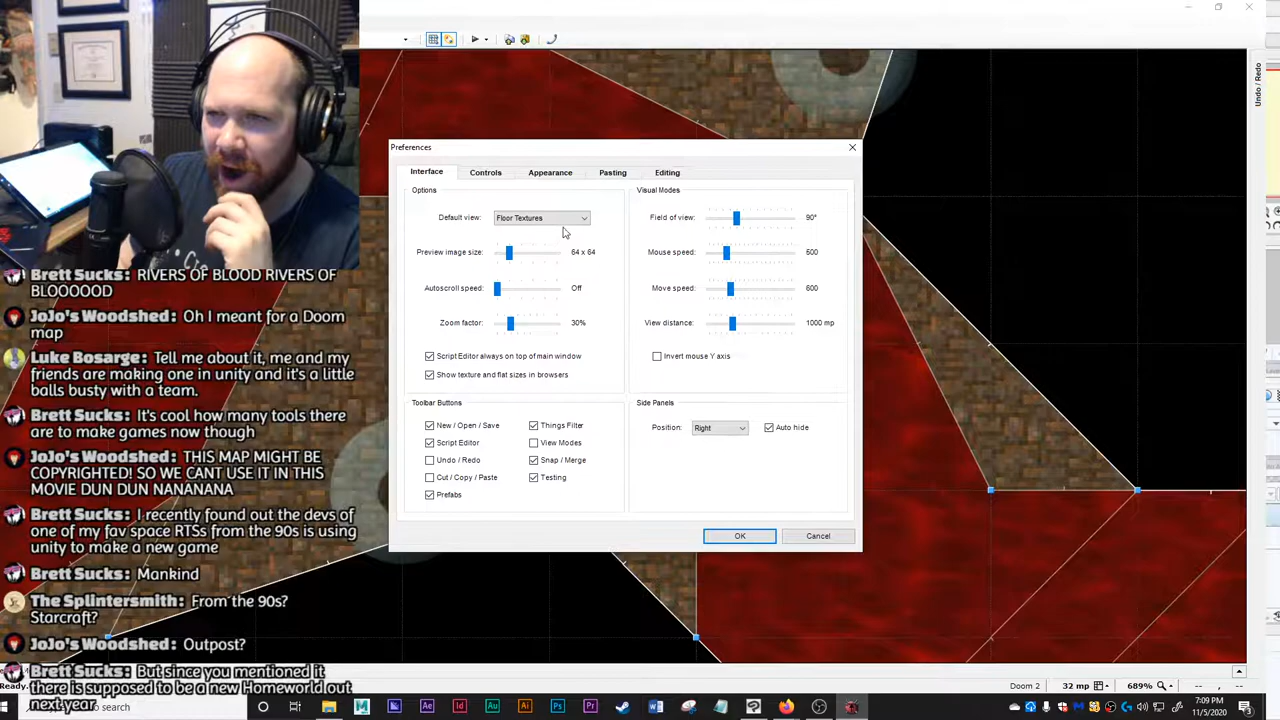 Preferences
Interface
Controls
Appearance
Pasting
Editing
Options
Default view:
Floor Textures
Preview image size:
64 x 64
Autoscroll speed:
Off
Zoom factor:
30%
Script Editor always on top of main window
Show texture and flat sizes in browsers
Toolbar Buttons
New / Open / Save
Things Filter
Script Editor
View Modes
Undo / Redo
Snap / Merge
Cut / Copy / Paste
Testing
Prefabs
Visual Modes
Field of view:
90°
Mouse speed:
500
Move speed:
600
View distance:
1000 mp
Invert mouse Y axis
Side Panels
Position:
Right
Auto hide
OK
Cancel
Undo / Redo
Brett Sucks: RIVERS OF BLOOD RIVERS OF
BLOOOOOD
JoJo's Woodshed: Oh I meant for a Doom
map
Luke Bosarge: Tell me about it, me and my
friends are making one in unity and it's a little
balls busty with a team.
Brett Sucks: It's cool how many tools there
are to make games now though
JoJo's Woodshed: THIS MAP MIGHT BE
COPYRIGHTED! SO WE CANT USE IT IN THIS
MOVIE DUN DUN NANANANA
Brett Sucks: I recently found out the devs of
one of my fav space RTSs from the 90s is using
unity to make a new game
Brett Sucks: Mankind
The Splintersmith: From the 90s?
Starcraft?
JoJo's Woodshed: Outpost?
Brett Sucks: But since you mentioned it
there is supposed to be a new Homeworld out
next year
Ready.
Doom 2
32 mp
689%
--
,
--
search
Ae
Id
Au
Ai
Ps
Pr
7:09 PM
11/5/2020